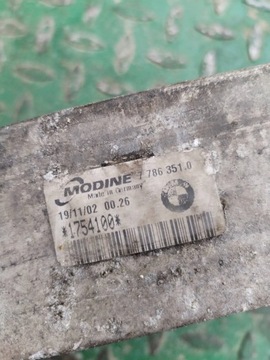 MODINE 7 786 351.0
Made in Germany
19/11/02 00.26
*1754100*